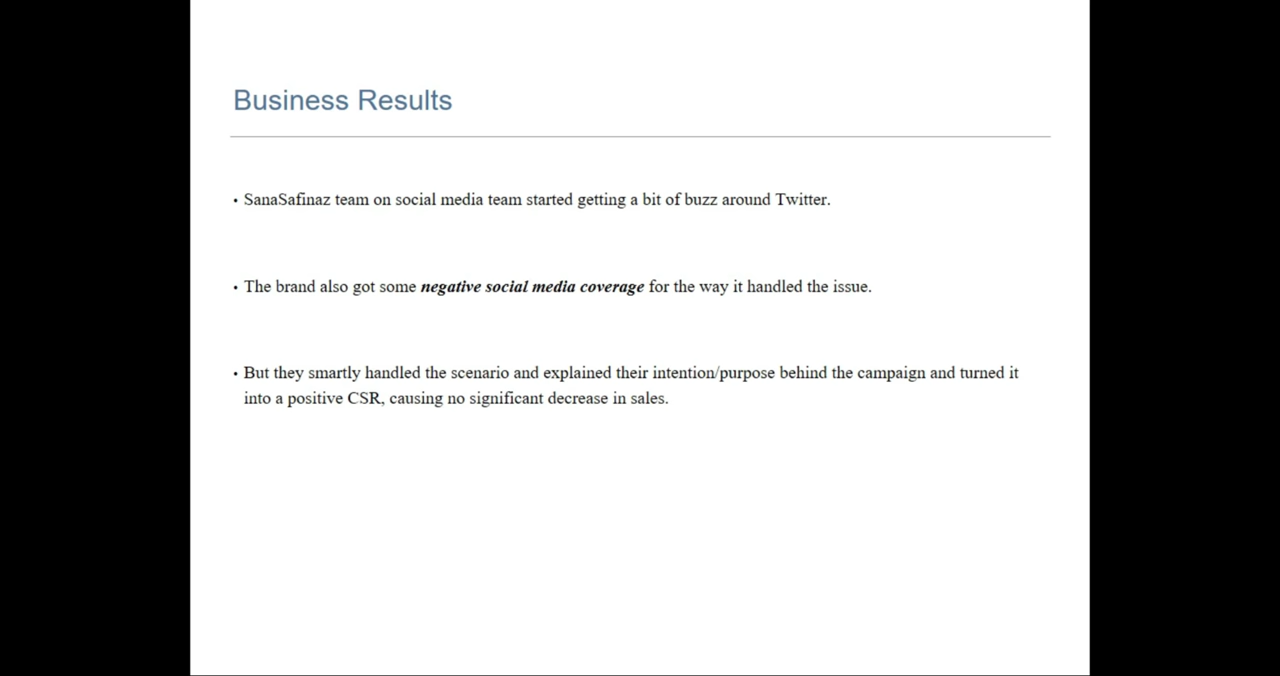 Business Results
• SanaSafinaz team on social media team started getting a bit of buzz around Twitter.
• The brand also got some negative social media coverage for the way it handled the issue.
• But they smartly handled the scenario and explained their intention/purpose behind the campaign and turned it
into a positive CSR, causing no significant decrease in sales.